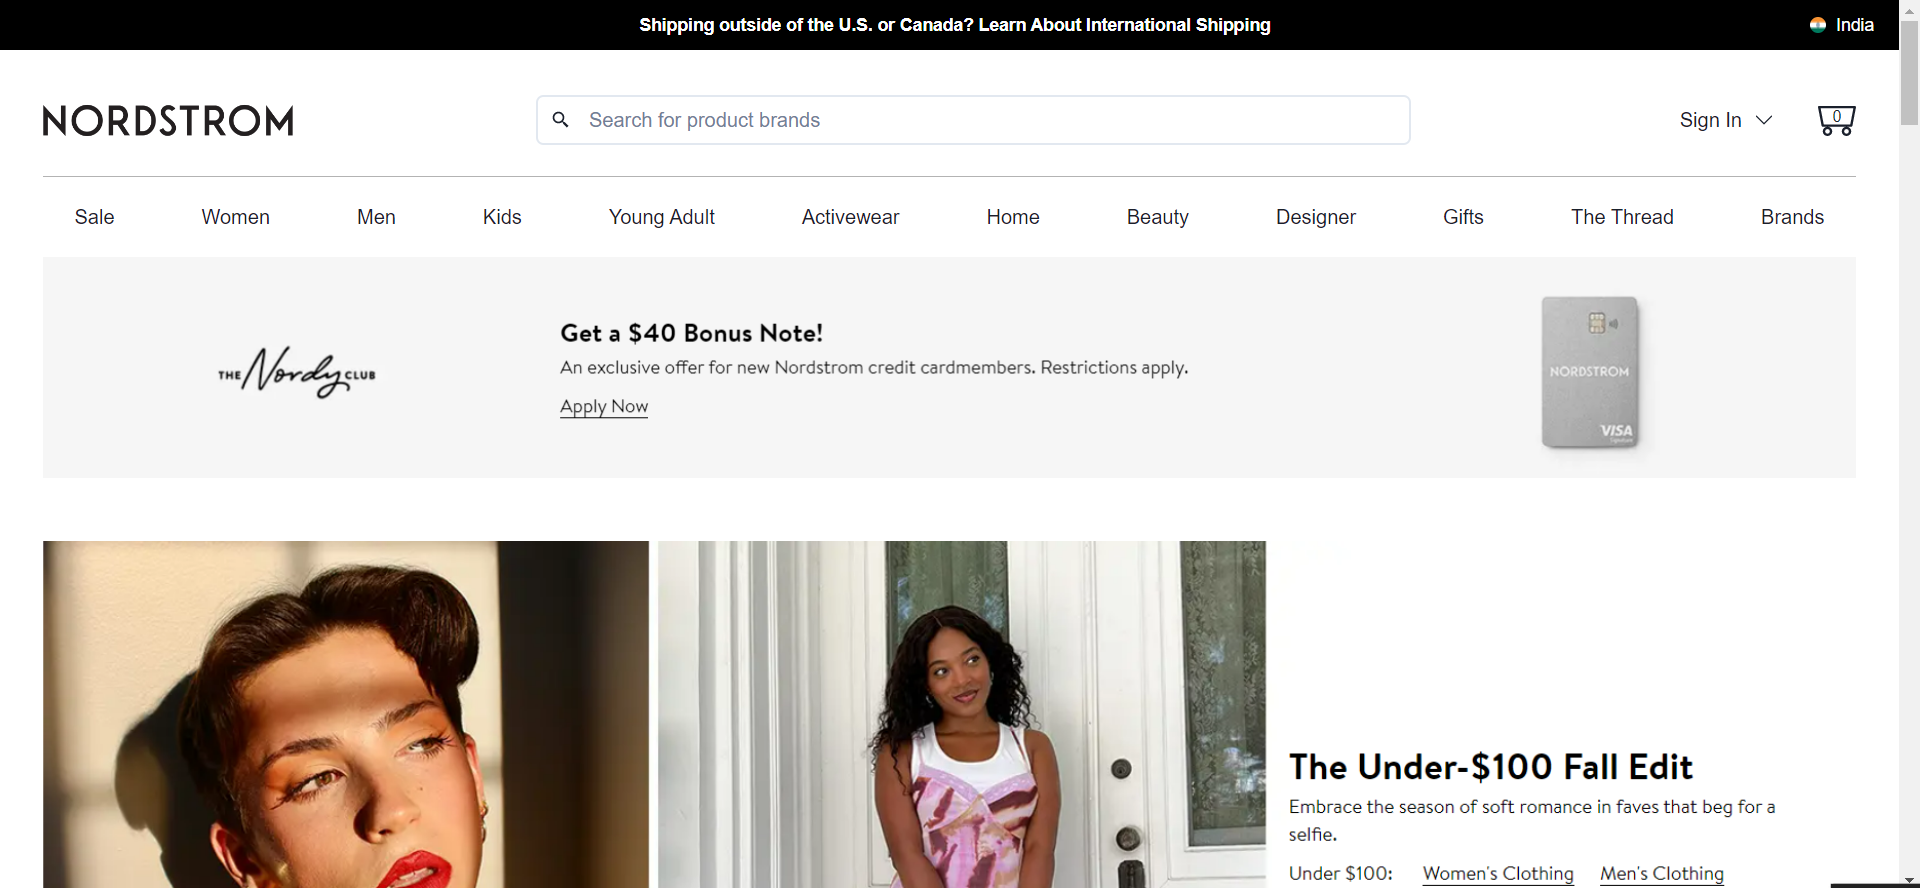 Shipping outside of the U.S. or Canada? Learn About International Shipping
India
NORDSTROM
Search for product brands
Sign In
0
Sale Women Men Kids Young Adult Activewear Home Beauty Designer Gifts The Thread Brands
THE Nordy CLUB
Get a $40 Bonus Note!
An exclusive offer for new Nordstrom credit cardmembers. Restrictions apply.
Apply Now
NORDSTROM
VISA
Signature
The Under-$100 Fall Edit
Embrace the season of soft romance in faves that beg for a
selfie.
Under $100: Women's Clothing Men's Clothing